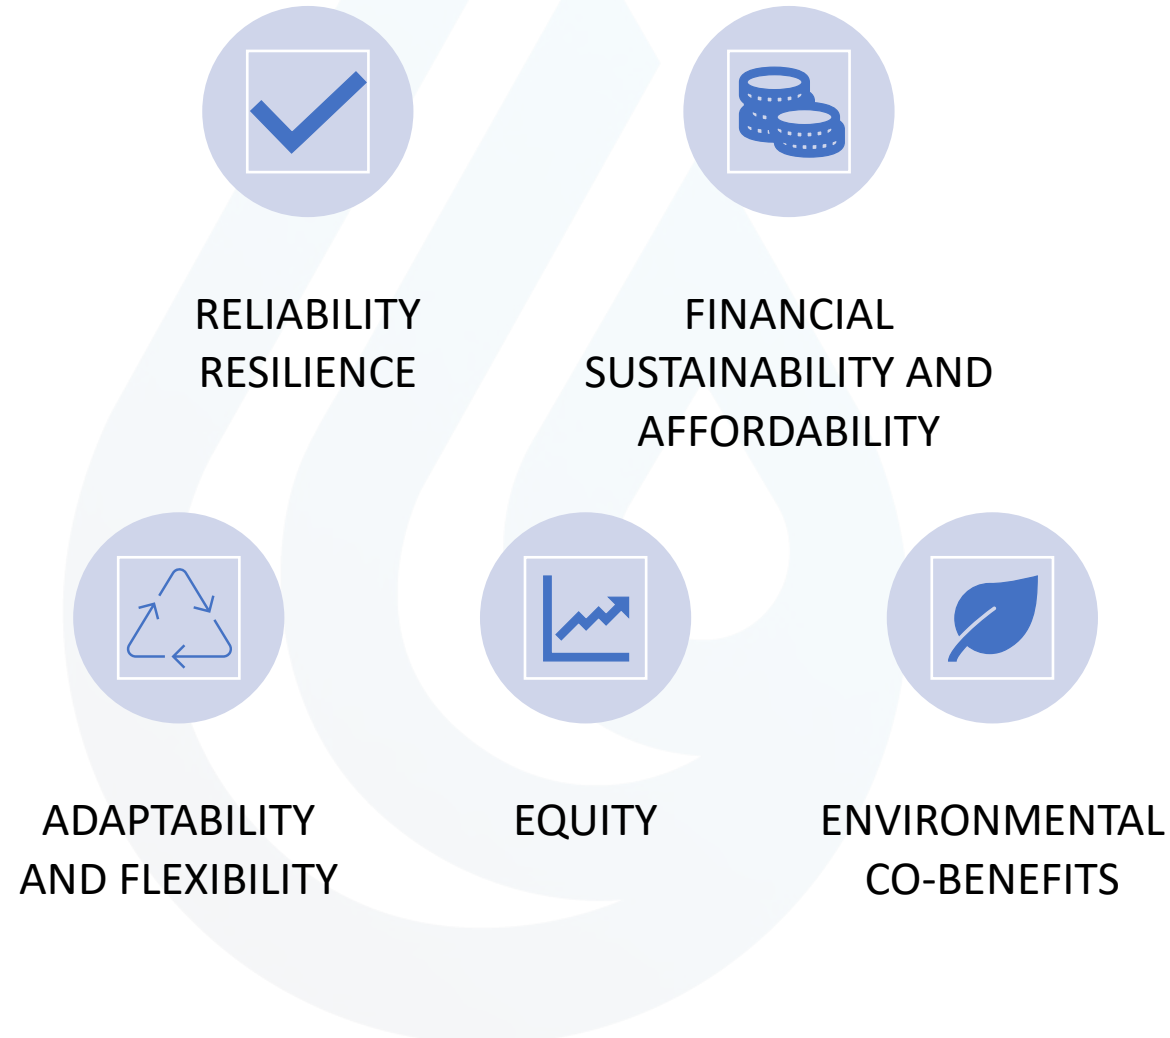 RELIABILITY
RESILIENCE
FINANCIAL
SUSTAINABILITY AND
AFFORDABILITY
ADAPTABILITY
AND FLEXIBILITY
EQUITY
ENVIRONMENTAL
CO-BENEFITS